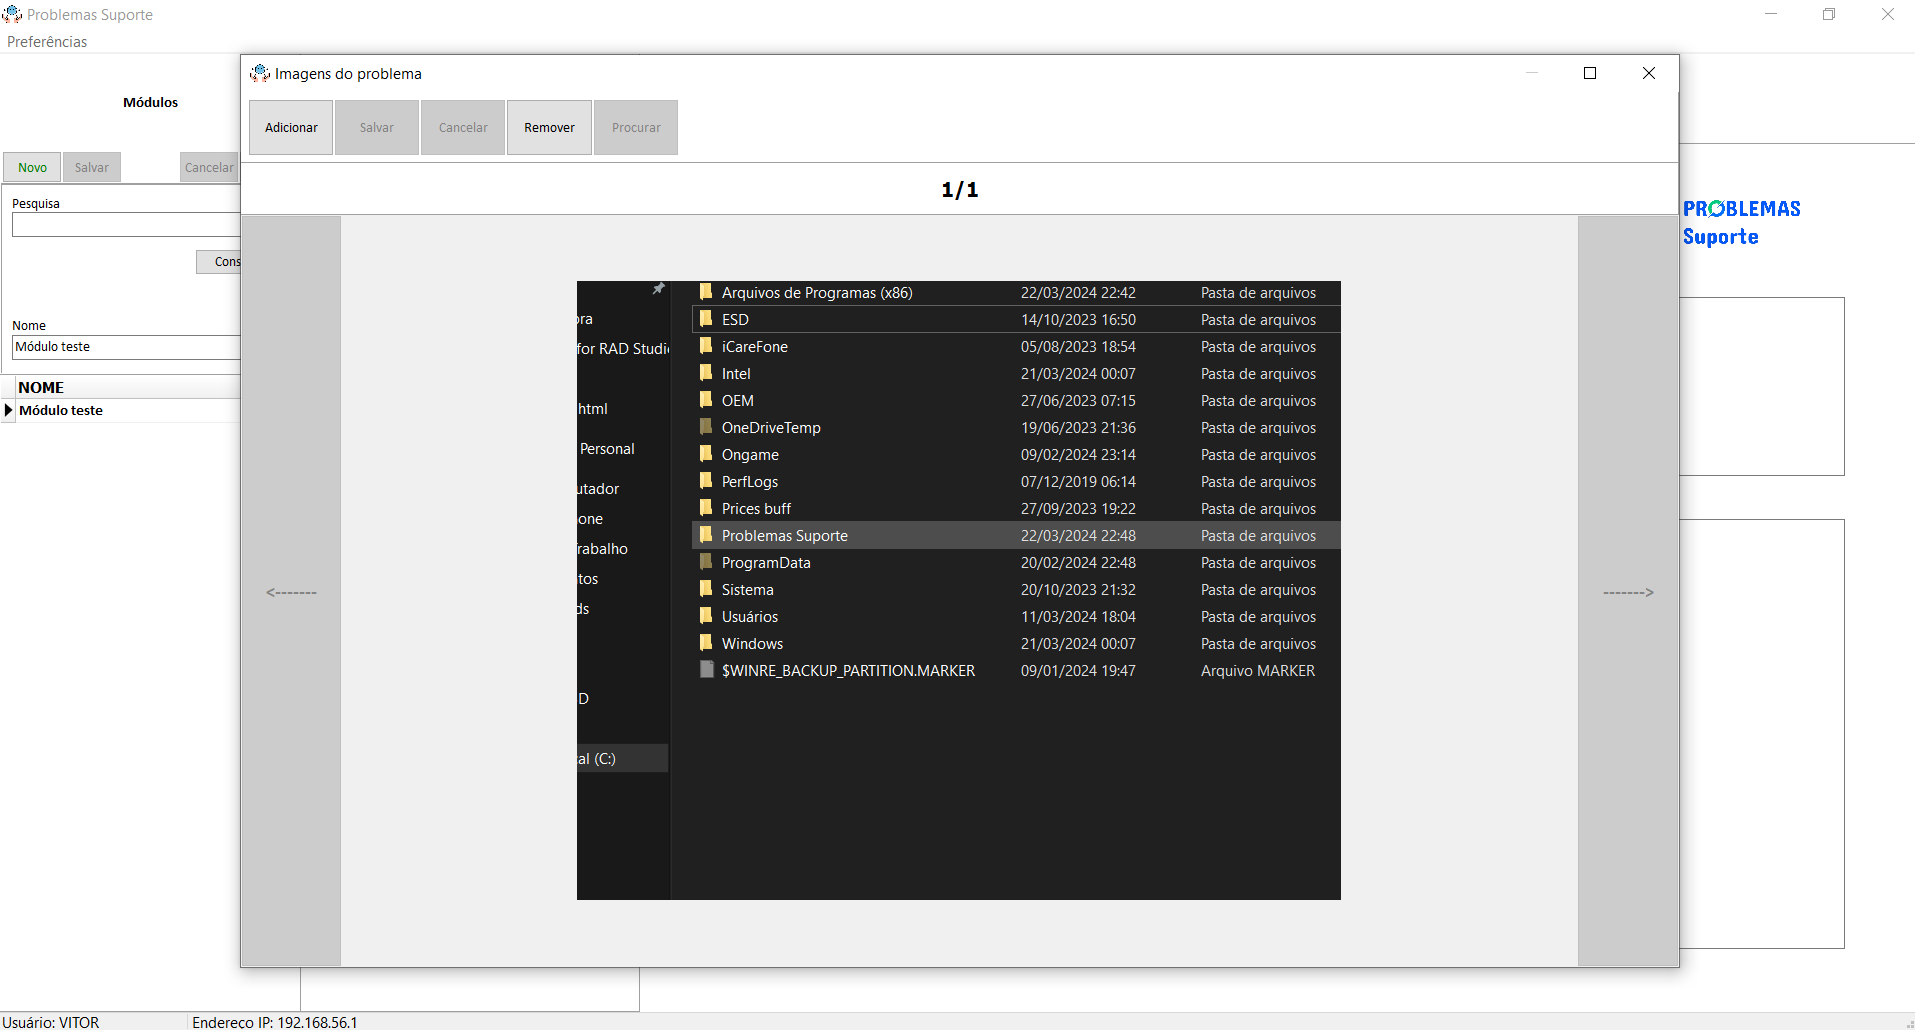 Problemas Suporte
Preferências
Módulos
Novo
Salvar
Cancelar
Pesquisa
Cons
Nome
Módulo teste
NOME
Módulo teste
Imagens do problema
Adicionar
Salvar
Cancelar
Remover
Procurar
1/1
<-------
ora
for RAD Studi
html
Personal
utador
one
rabalho
tos
ds
D
al (C:)
Arquivos de Programas (x86) 22/03/2024 22:42 Pasta de arquivos
ESD 14/10/2023 16:50 Pasta de arquivos
iCareFone 05/08/2023 18:54 Pasta de arquivos
Intel 21/03/2024 00:07 Pasta de arquivos
OEM 27/06/2023 07:15 Pasta de arquivos
OneDriveTemp 19/06/2023 21:36 Pasta de arquivos
Ongame 09/02/2024 23:14 Pasta de arquivos
PerfLogs 07/12/2019 06:14 Pasta de arquivos
Prices buff 27/09/2023 19:22 Pasta de arquivos
Problemas Suporte 22/03/2024 22:48 Pasta de arquivos
ProgramData 20/02/2024 22:48 Pasta de arquivos
Sistema 20/10/2023 21:32 Pasta de arquivos
Usuários 11/03/2024 18:04 Pasta de arquivos
Windows 21/03/2024 00:07 Pasta de arquivos
$WINRE_BACKUP_PARTITION.MARKER 09/01/2024 19:47 Arquivo MARKER
------->
PROBLEMAS
Suporte
Usuário: VITOR
Endereco IP: 192.168.56.1